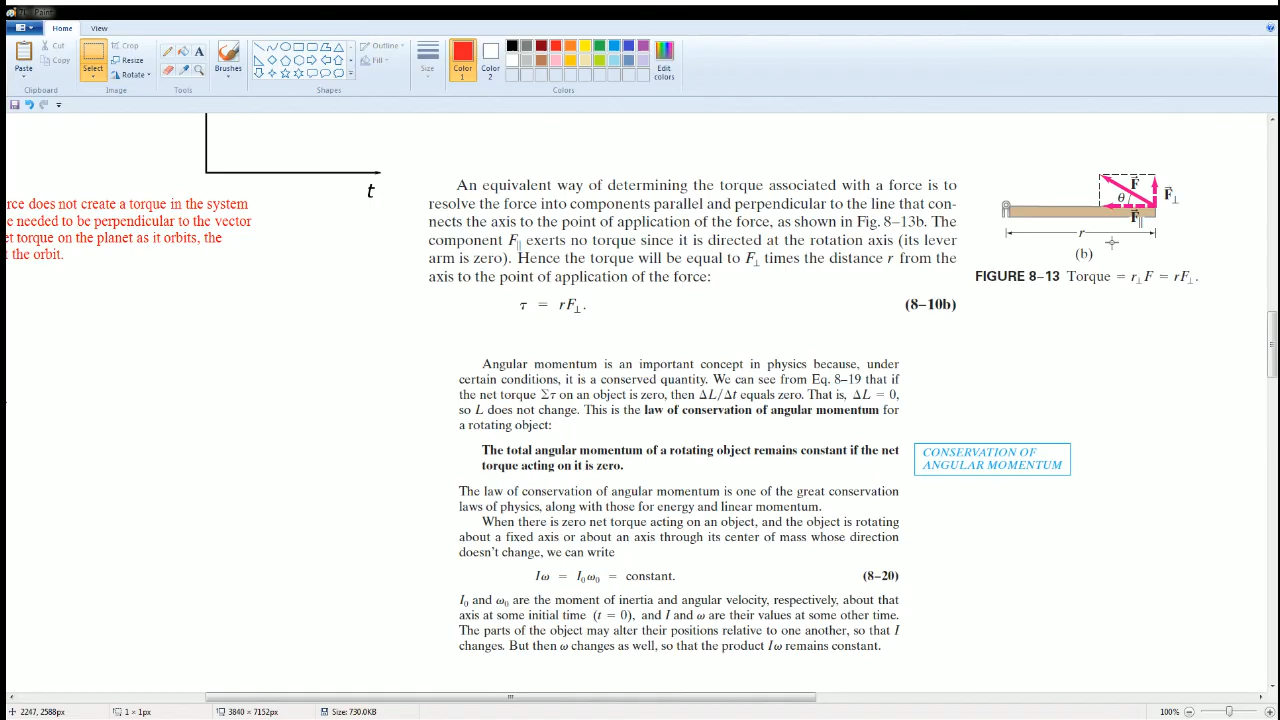 Paint
Home View
Cut
Copy
Paste
Clipboard
Select
Crop
Resize
Rotate
Image
A
Tools
Brushes
Outline
Fill
Shapes
Size
Color 1
Color 2
Edit colors
Colors
t
rce does not create a torque in the system
e needed to be perpendicular to the vector
et torque on the planet as it orbits, the
t the orbit.
An equivalent way of determining the torque associated with a force is to
resolve the force into components parallel and perpendicular to the line that con-
nects the axis to the point of application of the force, as shown in Fig. 8–13b. The
component F∥ exerts no torque since it is directed at the rotation axis (its lever
arm is zero). Hence the torque will be equal to F⊥ times the distance r from the
axis to the point of application of the force:
τ = rF⊥. (8–10b)
F⃗
θ
F⃗⊥
F⃗∥
r
(b)
FIGURE 8–13 Torque = r⊥F = rF⊥.
Angular momentum is an important concept in physics because, under
certain conditions, it is a conserved quantity. We can see from Eq. 8–19 that if
the net torque Στ on an object is zero, then ΔL/Δt equals zero. That is, ΔL = 0,
so L does not change. This is the law of conservation of angular momentum for
a rotating object:
The total angular momentum of a rotating object remains constant if the net
torque acting on it is zero.
CONSERVATION OF
ANGULAR MOMENTUM
The law of conservation of angular momentum is one of the great conservation
laws of physics, along with those for energy and linear momentum.
When there is zero net torque acting on an object, and the object is rotating
about a fixed axis or about an axis through its center of mass whose direction
doesn't change, we can write
Iω = I₀ω₀ = constant. (8–20)
I₀ and ω₀ are the moment of inertia and angular velocity, respectively, about that
axis at some initial time (t = 0), and I and ω are their values at some other time.
The parts of the object may alter their positions relative to one another, so that I
changes. But then ω changes as well, so that the product Iω remains constant.
2247, 2588px 1 × 1px 3840 × 7152px Size: 730.0KB 100%